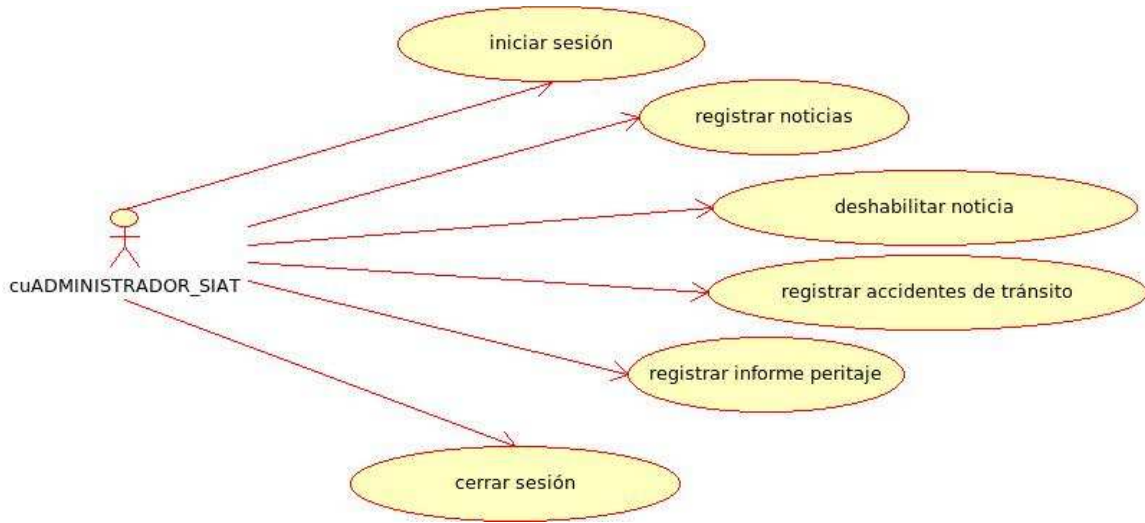 iniciar sesión
registrar noticias
deshabilitar noticia
cuADMINISTRADOR_SIAT
registrar accidentes de tránsito
registrar informe peritaje
cerrar sesión